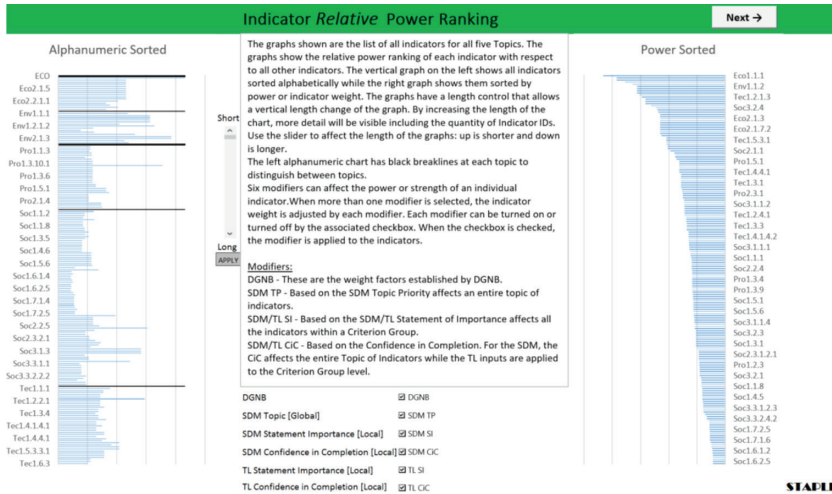 Indicator Relative Power Ranking
Next →
Alphanumeric Sorted
ECO
Eco2.1.5
Eco2.2.1.1
Env1.1.1
Env1.2.1.2
Env2.1.3
Pro1.1.3
Pro1.3.10.1
Pro1.3.6
Pro1.5.1
Pro2.1.4
Soc1.1.2
Soc1.1.8
Soc1.3.5
Soc1.4.6
Soc1.5.6
Soc1.6.1.4
Soc1.6.2.5
Soc1.7.1.4
Soc1.7.2.5
Soc2.2.5
Soc2.3.2.1
Soc3.1.3
Soc3.3.1.1
Soc3.3.2.2.2
Tec1.1.1
Tec1.2.2.1
Tec1.3.4
Tec1.4.1.4.1
Tec1.4.4.1
Tec1.5.3.3.1
Tec1.6.3
Short
Long
APPLY
The graphs shown are the list of all indicators for all five Topics. The
graphs show the relative power ranking of each indicator with respect
to all other indicators. The vertical graph on the left shows all indicators
sorted alphabetically while the right graph shows them sorted by
power or indicator weight. The graphs have a length control that allows
a vertical length change of the graph. By increasing the length of the
chart, more detail will be visible including the quantity of Indicator IDs.
Use the slider to affect the length of the graphs: up is shorter and down
is longer.
The left alphanumeric chart has black breaklines at each topic to
distinguish between topics.
Six modifiers can affect the power or strength of an individual
indicator.When more than one modifier is selected, the indicator
weight is adjusted by each modifier. Each modifier can be turned on or
turned off by the associated checkbox. When the checkbox is checked,
the modifier is applied to the indicators.
Modifiers:
DGNB - These are the weight factors established by DGNB.
SDM TP - Based on the SDM Topic Priority affects an entire topic of
indicators.
SDM/TL SI - Based on the SDM/TL Statement of Importance affects all
the indicators within a Criterion Group.
SDM/TL CiC - Based on the Confidence in Completion. For the SDM, the
CiC affects the entire Topic of Indicators while the TL inputs are applied
to the Criterion Group level.
DGNB ☑ DGNB
SDM Topic [Global] ☑ SDM TP
SDM Statement Importance [Local] ☑ SDM SI
SDM Confidence in Completion [Local] ☑ SDM CiC
TL Statement Importance [Local] ☑ TL SI
TL Confidence in Completion [Local] ☑ TL CiC
Power Sorted
Eco1.1.1
Env1.1.2
Tec1.2.1.3
Soc3.2.4
Eco2.1.3
Eco2.1.7.2
Tec1.5.3.1
Soc2.1.1
Pro1.5.1
Tec1.4.4.1
Tec1.3.1
Pro2.3.1
Soc3.1.1.2
Tec1.2.4.1
Tec1.3.3
Tec1.4.1.4.2
Soc3.1.1.1
Soc1.1.1
Soc2.2.4
Pro1.3.4
Pro1.3.9
Soc1.5.1
Soc1.5.6
Soc3.1.1.4
Soc3.2.3
Soc1.3.1
Soc2.3.1.2.1
Pro1.2.3
Soc3.2.1
Soc1.1.8
Soc1.4.5
Soc3.3.1.2.3
Soc3.3.2.4.2
Soc1.7.2.5
Soc1.7.1.6
Soc1.6.1.2
Soc1.6.2.5